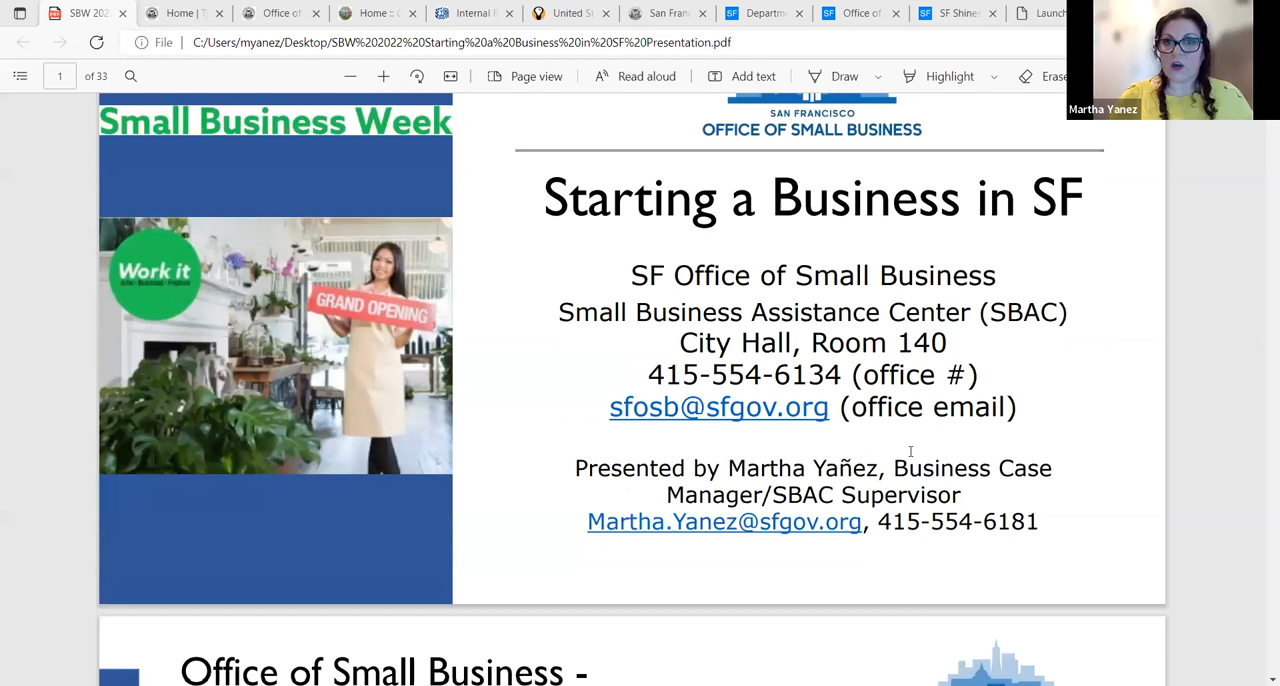 SBW 202
Home | T
Office of
Home :: C
Internal R
United St
San Franc
Departm
Office of
SF Shines
Launch
File
C:/Users/myanez/Desktop/SBW%202022%20Starting%20a%20Business%20in%20SF%20Presentation.pdf
1 of 33
Page view
Read aloud
Add text
Draw
Highlight
Erase
Martha Yanez
Small Business Week
SAN FRANCISCO
OFFICE OF SMALL BUSINESS
Starting a Business in SF
Work it
GRAND OPENING
SF Office of Small Business
Small Business Assistance Center (SBAC)
City Hall, Room 140
415-554-6134 (office #)
sfosb@sfgov.org (office email)
Presented by Martha Yañez, Business Case
Manager/SBAC Supervisor
Martha.Yanez@sfgov.org, 415-554-6181
Office of Small Business -